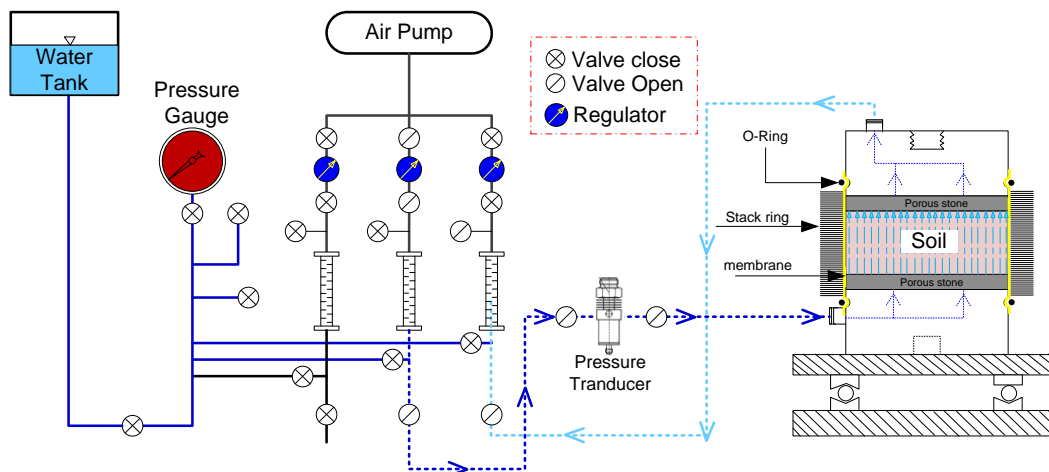 Water
Tank
Pressure
Gauge
Air Pump
Valve close
Valve Open
Regulator
O-Ring
Stack ring
membrane
Porous stone
Soil
Porous stone
Pressure
Tranducer